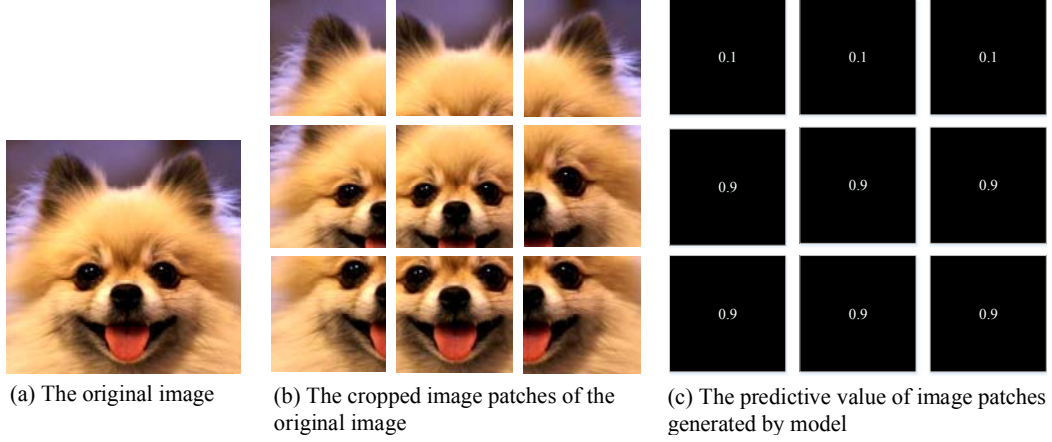 0.1
0.1
0.1
0.9
0.9
0.9
0.9
0.9
0.9
(a) The original image
(b) The cropped image patches of the
original image
(c) The predictive value of image patches
generated by model